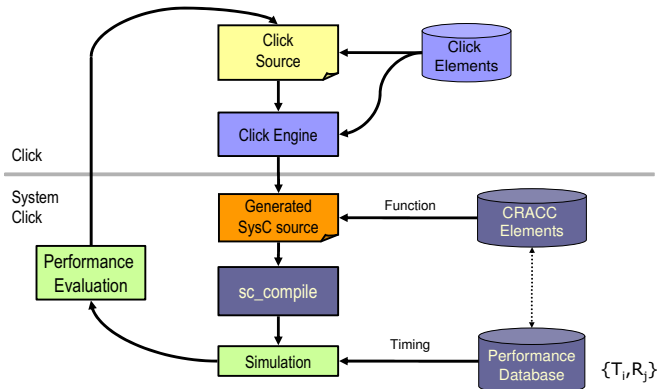 Click
Source
Click
Elements
Click Engine
Click
System
Click
Generated
SysC source
Function
CRACC
Elements
Performance
Evaluation
sc_compile
Simulation
Timing
Performance
Database
{Ti,Rj}